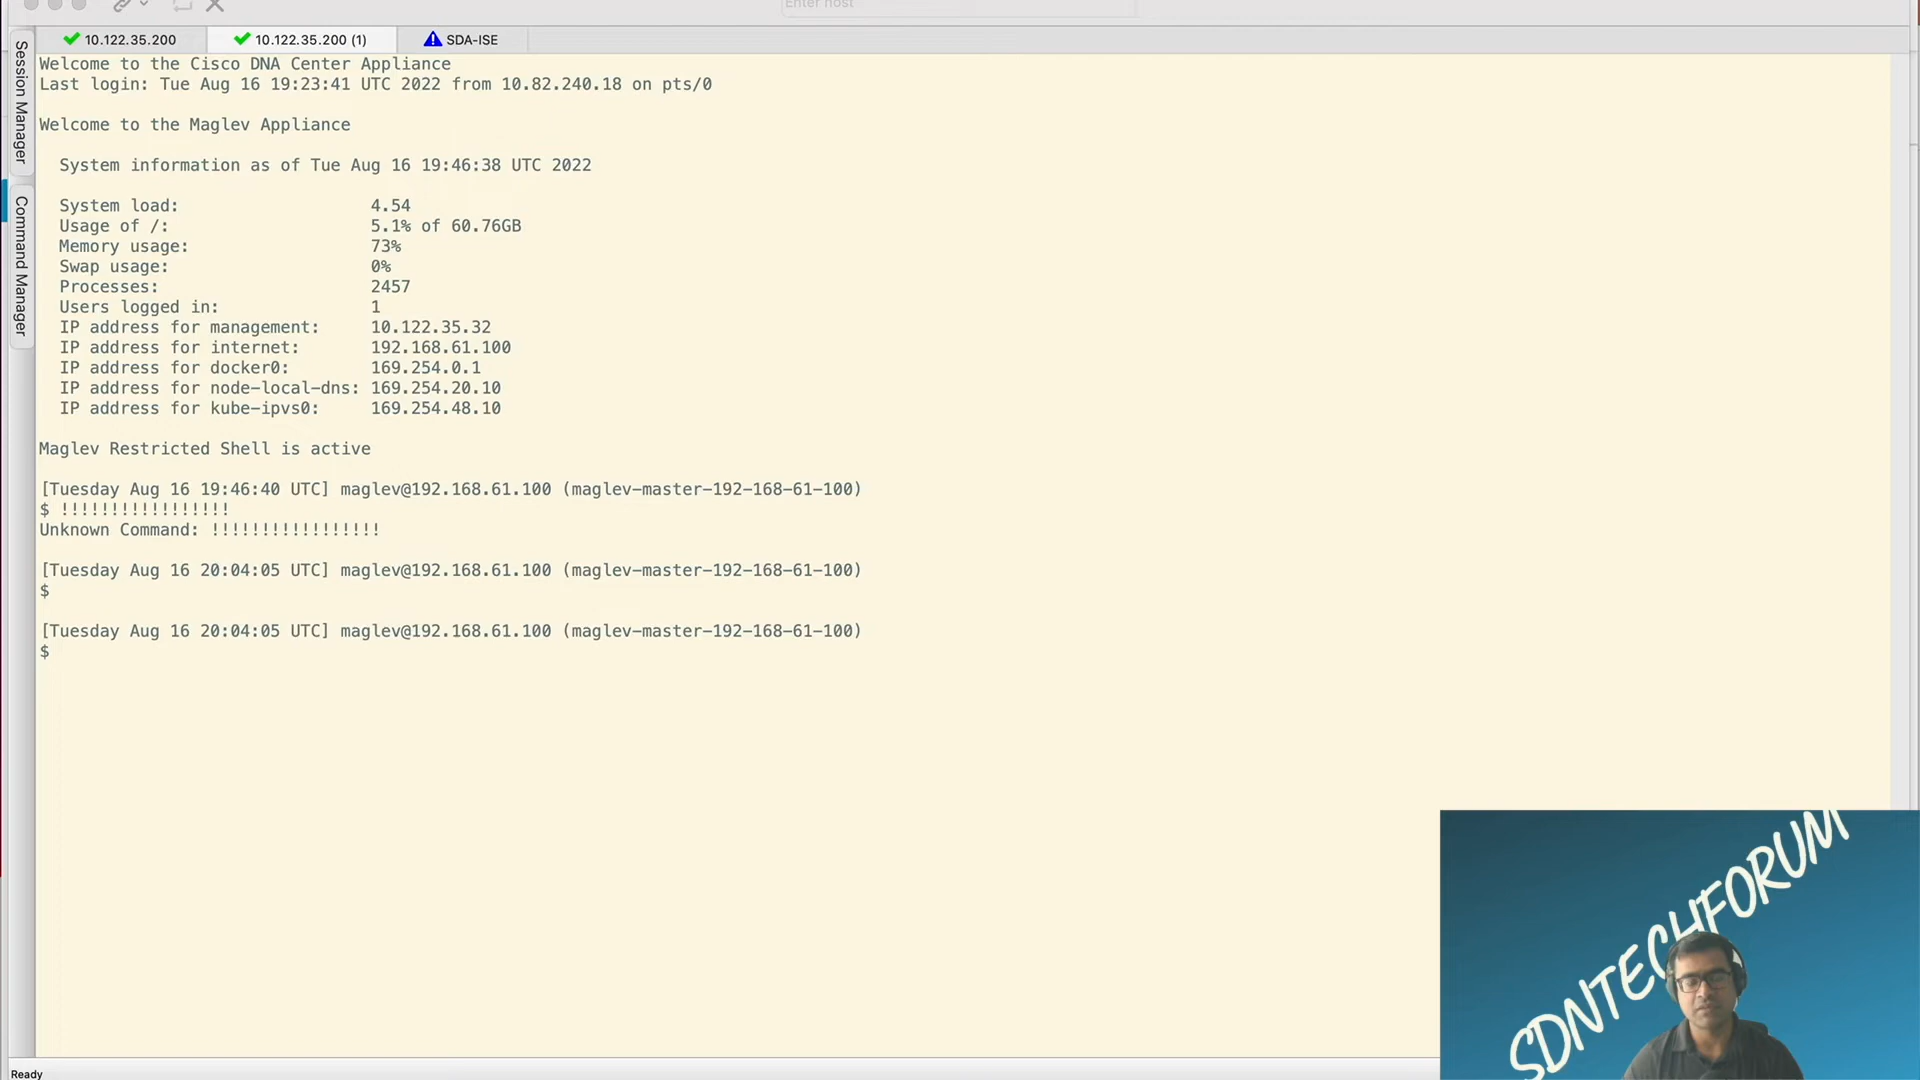 Enter host
10.122.35.200
10.122.35.200 (1)
SDA-ISE
Session Manager
Command Manager
Welcome to the Cisco DNA Center Appliance
Last login: Tue Aug 16 19:23:41 UTC 2022 from 10.82.240.18 on pts/0
Welcome to the Maglev Appliance
System information as of Tue Aug 16 19:46:38 UTC 2022
System load: 4.54
Usage of /: 5.1% of 60.76GB
Memory usage: 73%
Swap usage: 0%
Processes: 2457
Users logged in: 1
IP address for management: 10.122.35.32
IP address for internet: 192.168.61.100
IP address for docker0: 169.254.0.1
IP address for node-local-dns: 169.254.20.10
IP address for kube-ipvs0: 169.254.48.10
Maglev Restricted Shell is active
[Tuesday Aug 16 19:46:40 UTC] maglev@192.168.61.100 (maglev-master-192-168-61-100)
$ !!!!!!!!!!!!!!!!!
Unknown Command: !!!!!!!!!!!!!!!!!
[Tuesday Aug 16 20:04:05 UTC] maglev@192.168.61.100 (maglev-master-192-168-61-100)
$
[Tuesday Aug 16 20:04:05 UTC] maglev@192.168.61.100 (maglev-master-192-168-61-100)
$
SDNTECHFORUM
Ready